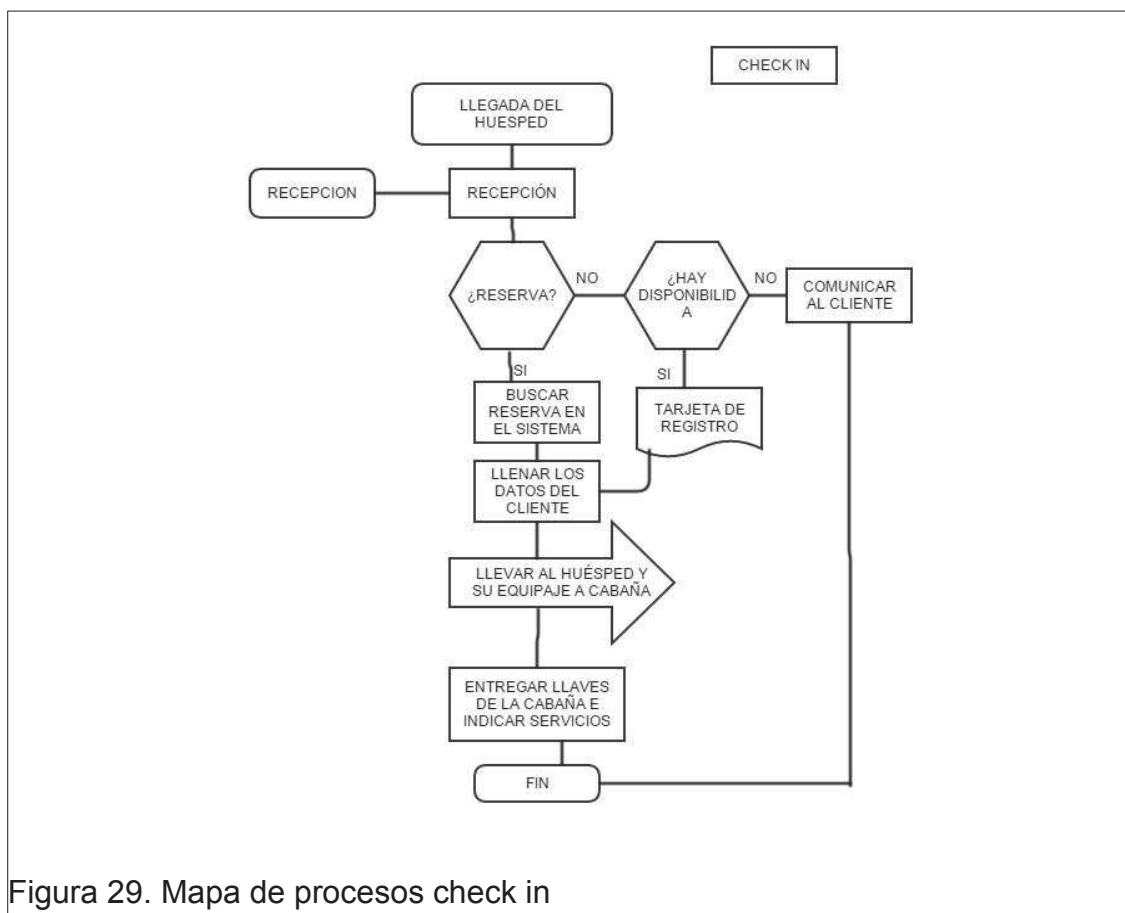 CHECK IN
LLEGADA DEL
HUESPED
RECEPCION
RECEPCIÓN
¿RESERVA?
NO
¿HAY
DISPONIBILID
A
NO
COMUNICAR
AL CLIENTE
SI
SI
BUSCAR
RESERVA EN
EL SISTEMA
TARJETA DE
REGISTRO
LLENAR LOS
DATOS DEL
CLIENTE
LLEVAR AL HUÉSPED Y
SU EQUIPAJE A CABAÑA
ENTREGAR LLAVES
DE LA CABAÑA E
INDICAR SERVICIOS
FIN
Figura 29. Mapa de procesos check in